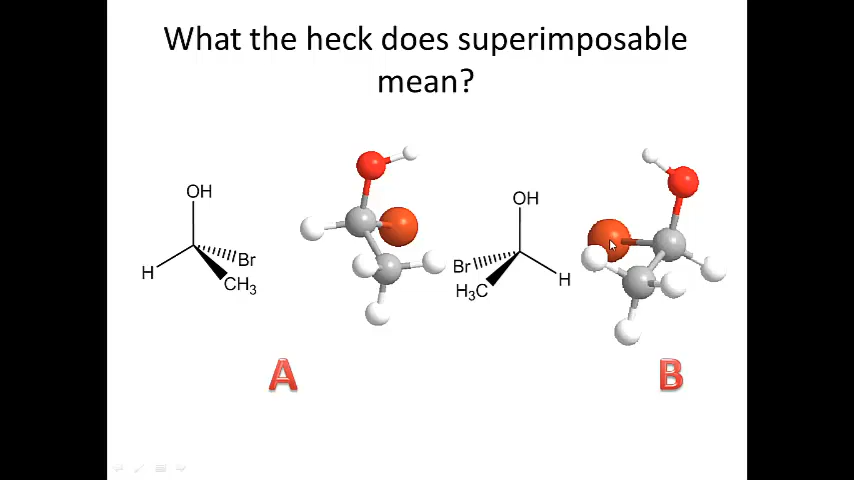 What the heck does superimposable
mean?
OH
H
Br
CH3
OH
Br
H3C
H
A
B